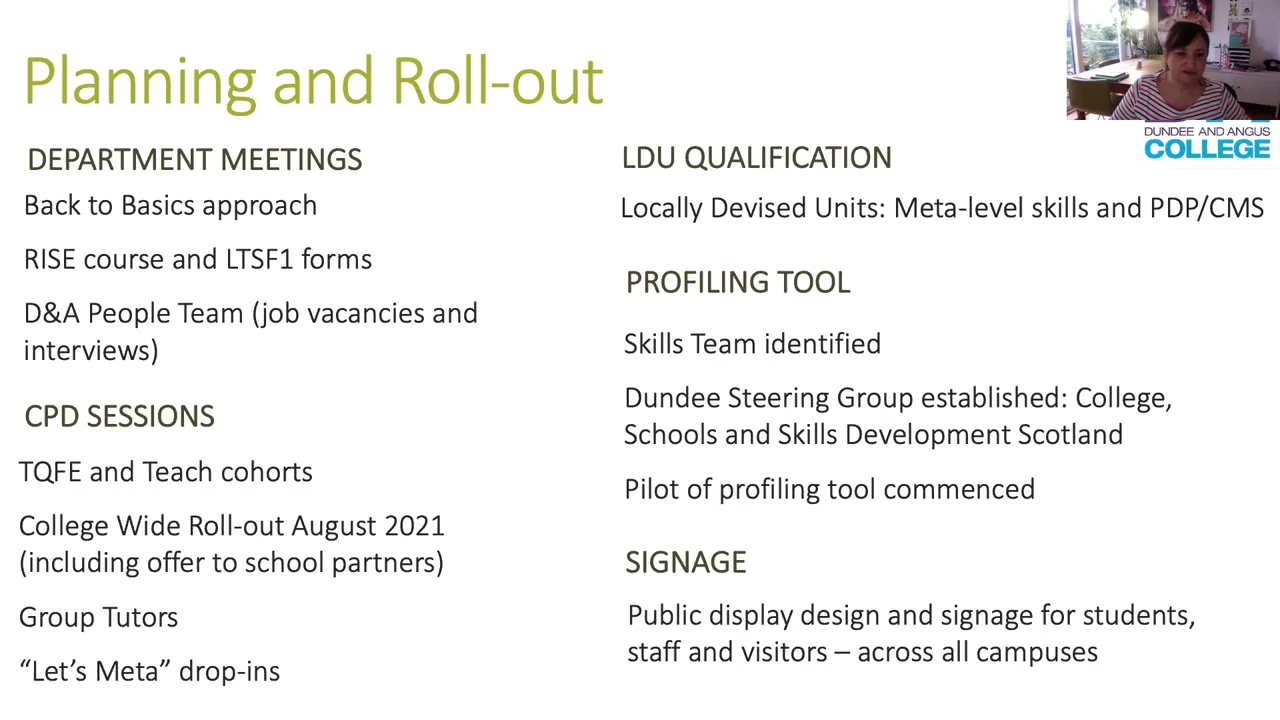 Planning and Roll-out
DEPARTMENT MEETINGS
Back to Basics approach
RISE course and LTSF1 forms
D&A People Team (job vacancies and
interviews)
CPD SESSIONS
TQFE and Teach cohorts
College Wide Roll-out August 2021
(including offer to school partners)
Group Tutors
“Let’s Meta” drop-ins
DUNDEE AND ANGUS
COLLEGE
LDU QUALIFICATION
Locally Devised Units: Meta-level skills and PDP/CMS
PROFILING TOOL
Skills Team identified
Dundee Steering Group established: College,
Schools and Skills Development Scotland
Pilot of profiling tool commenced
SIGNAGE
Public display design and signage for students,
staff and visitors – across all campuses